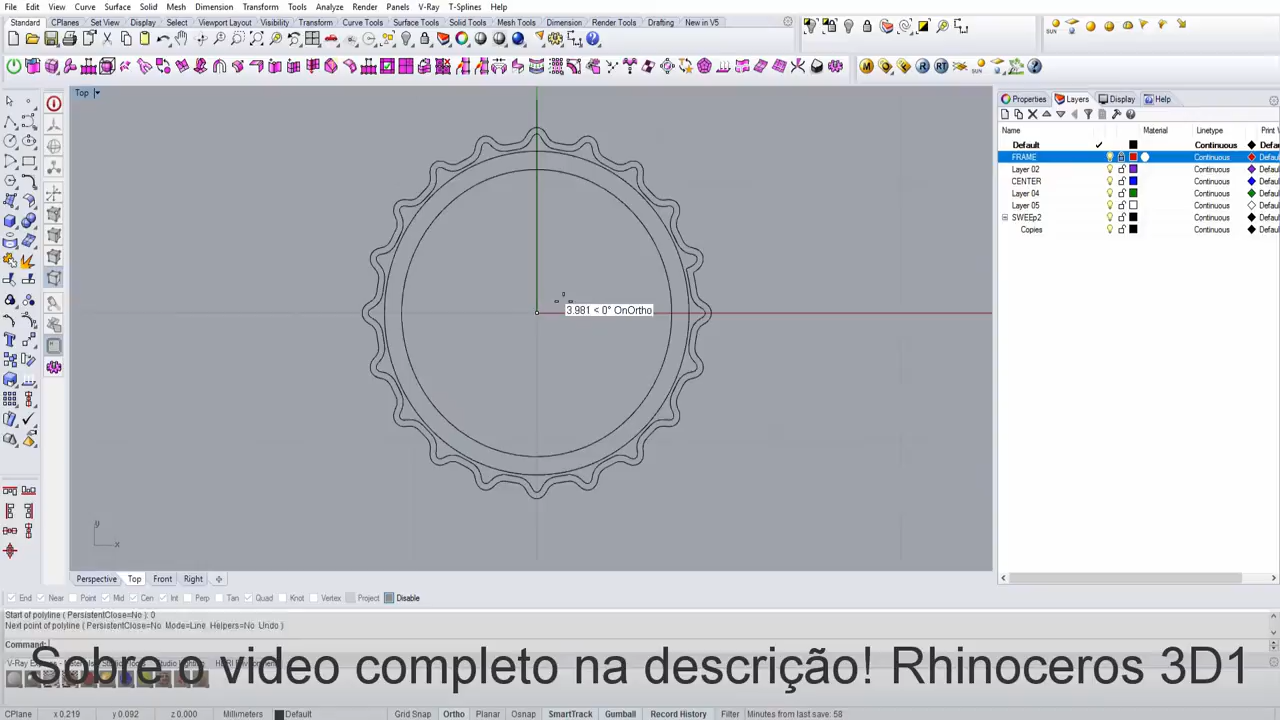 File Edit View Curve Surface Solid Mesh Dimension Transform Tools Analyze Render Panels V-Ray T-Splines Help
Standard CPlanes Set View Display Select Viewport Layout Visibility Transform Curve Tools Surface Tools Solid Tools Mesh Tools Dimension Render Tools Drafting New in V5
Top
Properties Layers Display Help
Name Material Linetype Print
Default Continuous
FRAME Continuous
Layer 02 Continuous
CENTER Continuous
Layer 04 Continuous
Layer 05 Continuous
SWEEp2 Continuous
Copies Continuous
3.981 < 0° OnOrtho
y
x
Perspective Top Front Right
End Near Point Mid Cen Int Perp Tan Quad Knot Vertex Project Disable
Start of polyline ( PersistentClose=No ): 0
Next point of polyline ( PersistentClose=No Mode=Line Helpers=No Undo )
Command:
Sobre o video completo na descrição! Rhinoceros 3D1
CPlane x 0.219 y 0.092 z 0.000 Millimeters Default Grid Snap Ortho Planar Osnap SmartTrack Gumball Record History Filter Minutes from last save: 58